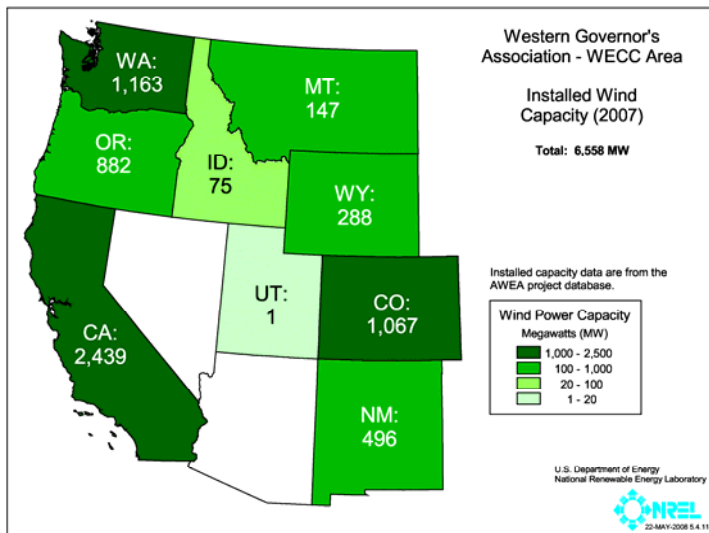 Western Governor's
Association - WECC Area
Installed Wind
Capacity (2007)
Total: 6,558 MW
WA:
1,163
MT:
147
OR:
882
ID:
75
WY:
288
UT:
1
CO:
1,067
CA:
2,439
NM:
496
Installed capacity data are from the
AWEA project database.
Wind Power Capacity
Megawatts (MW)
1,000 - 2,500
100 - 1,000
20 - 100
1 - 20
U.S. Department of Energy
National Renewable Energy Laboratory
NREL
22-MAY-2008 5.4.11